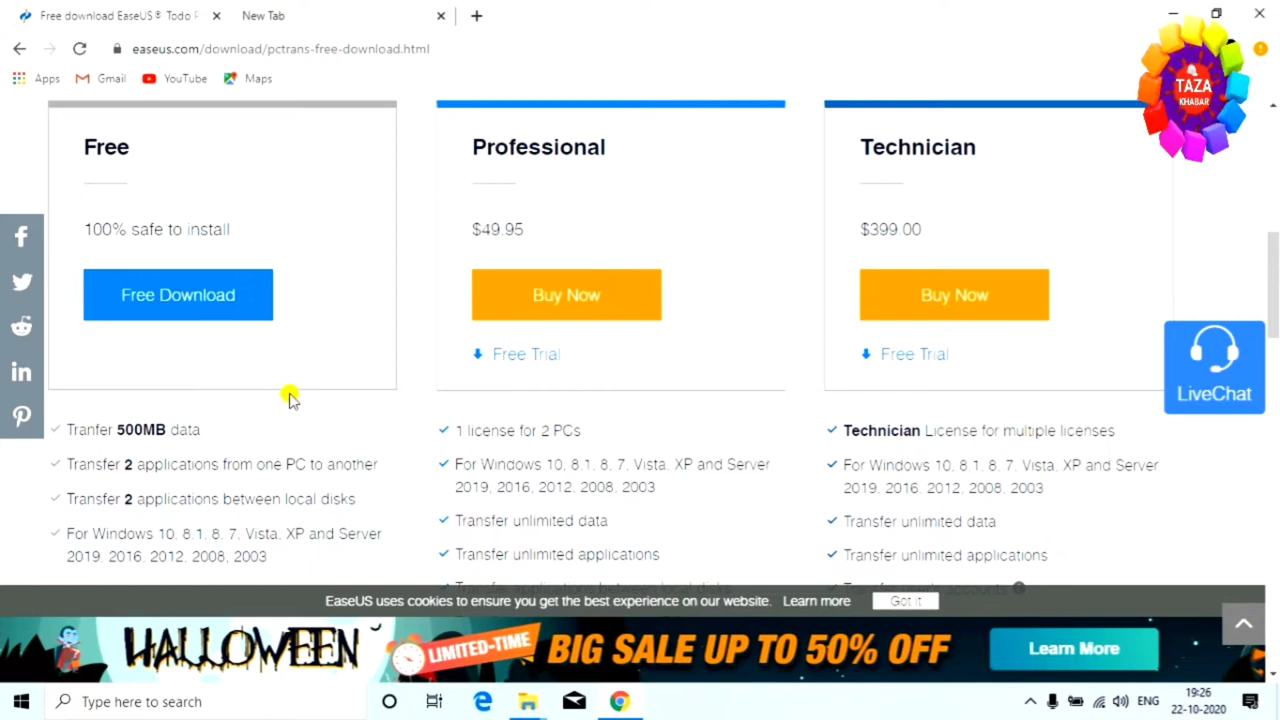 Free download EaseUS® Todo P
New Tab
easeus.com/download/pctrans-free-download.html
Apps
Gmail
YouTube
Maps
TAZA
KHABAR
Free
100% safe to install
Free Download
Tranfer 500MB data
Transfer 2 applications from one PC to another
Transfer 2 applications between local disks
For Windows 10, 8.1, 8, 7, Vista, XP and Server
2019, 2016, 2012, 2008, 2003
Professional
$49.95
Buy Now
Free Trial
1 license for 2 PCs
For Windows 10, 8.1, 8, 7, Vista, XP and Server
2019, 2016, 2012, 2008, 2003
Transfer unlimited data
Transfer unlimited applications
Transfer applications between local disks
Technician
$399.00
Buy Now
Free Trial
Technician License for multiple licenses
For Windows 10, 8.1, 8, 7, Vista, XP and Server
2019, 2016, 2012, 2008, 2003
Transfer unlimited data
Transfer unlimited applications
Transfer user's accounts
LiveChat
EaseUS uses cookies to ensure you get the best experience on our website. Learn more
Got it
HALLOWEEN
LIMITED-TIME
BIG SALE UP TO 50% OFF
Learn More
Type here to search
ENG
19:26
22-10-2020